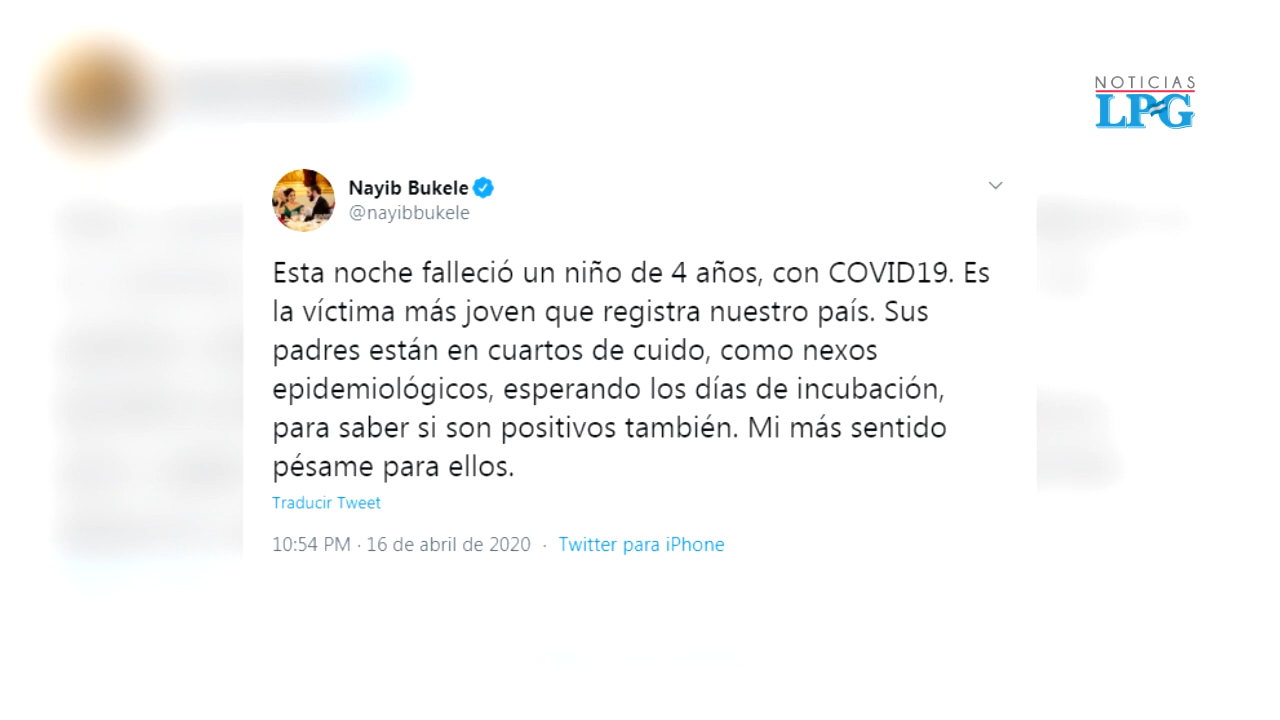 NOTICIAS
LPG
Nayib Bukele
@nayibbukele
Esta noche falleció un niño de 4 años, con COVID19. Es
la víctima más joven que registra nuestro país. Sus
padres están en cuartos de cuido, como nexos
epidemiológicos, esperando los días de incubación,
para saber si son positivos también. Mi más sentido
pésame para ellos.
Traducir Tweet
10:54 PM · 16 de abril de 2020 · Twitter para iPhone